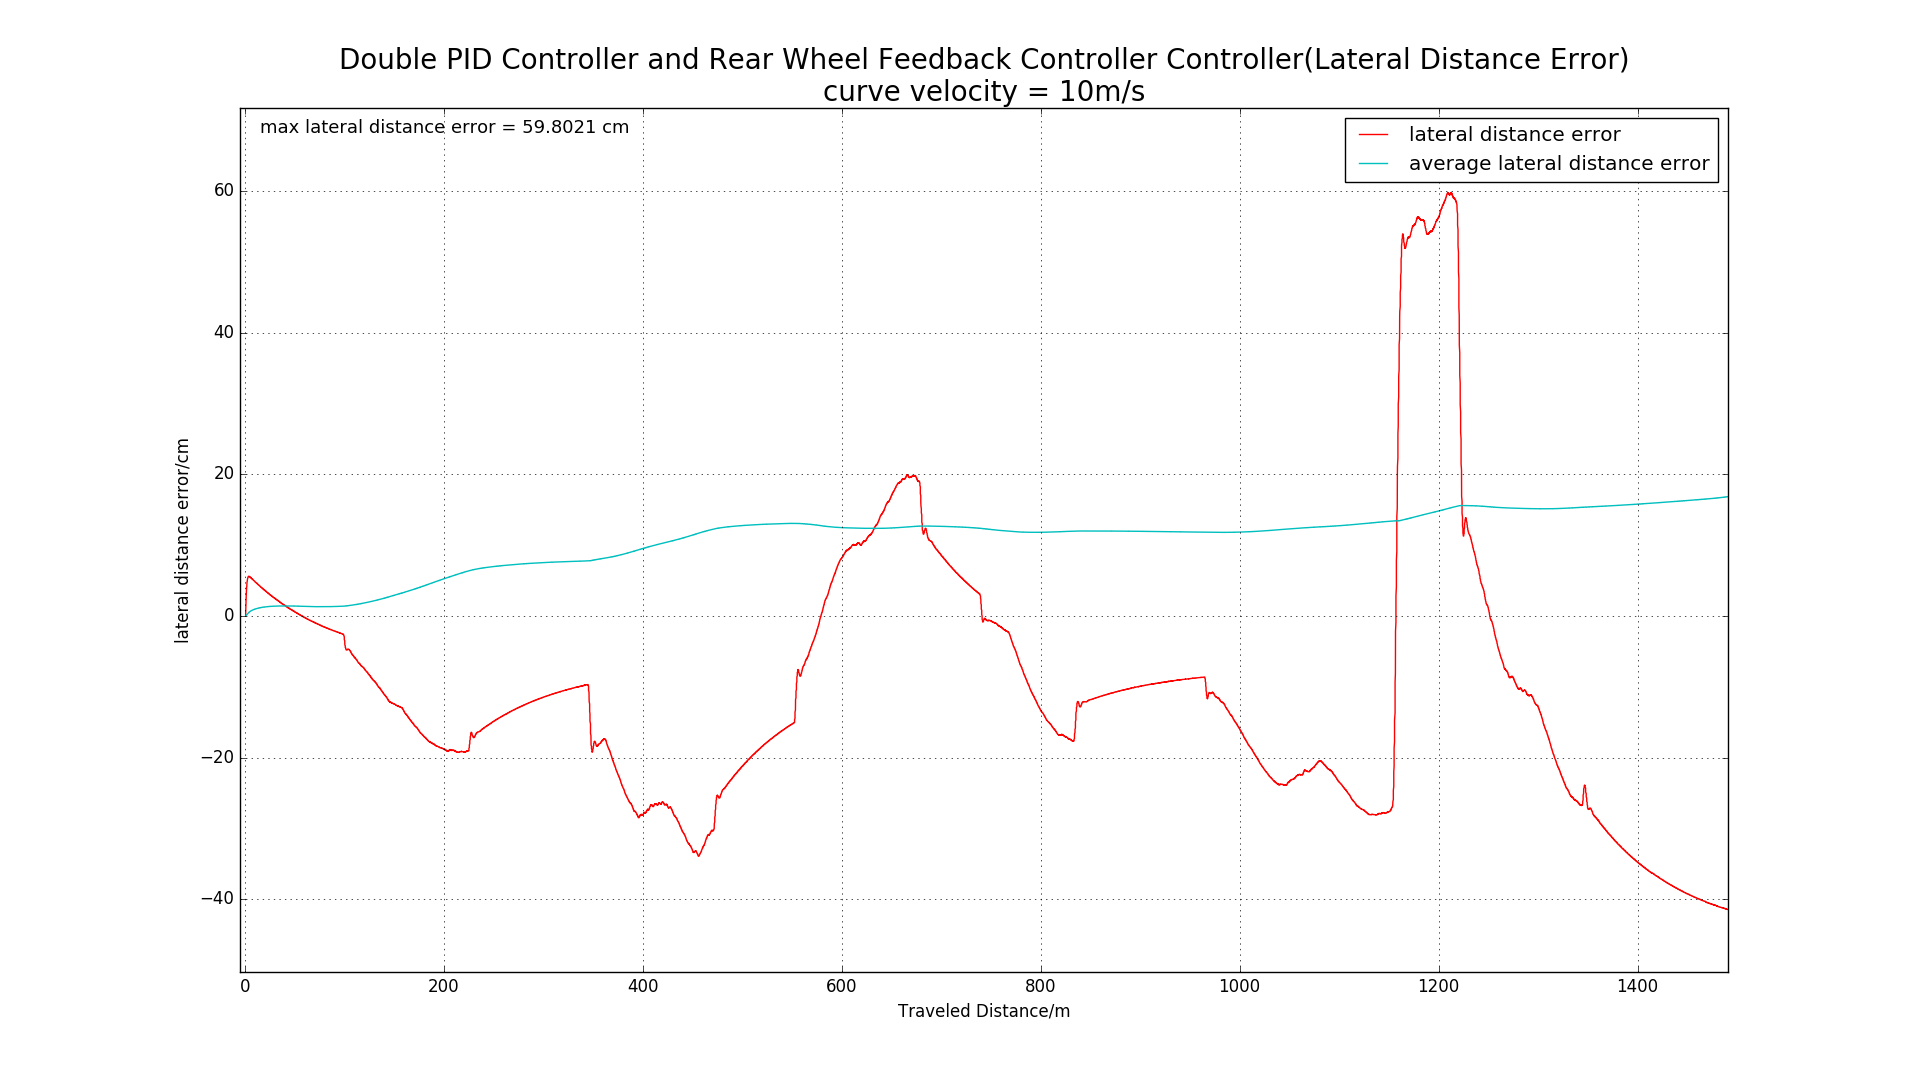 Double PID Controller and Rear Wheel Feedback Controller Controller(Lateral Distance Error)
curve velocity = 10m/s
max lateral distance error = 59.8021 cm
lateral distance error
average lateral distance error
60
40
20
0
−20
−40
lateral distance error/cm
0 200 400 600 800 1000 1200 1400
Traveled Distance/m